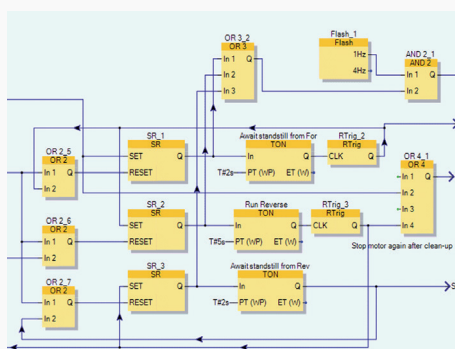 OR 3_2
OR 3
In 1 Q
In 2
In 3
Flash_1
Flash
1Hz
4Hz
AND 2_1
AND 2
In 1 Q
In 2
SR_1
SR
SET Q
RESET
Await standstill from For
TON
In Q
T#2s PT (WP) ET (W)
RTrig_2
RTrig
CLK Q
OR 2_5
OR 2
In 1 Q
In 2
OR 4_1
OR 4
In 1 Q
In 2
In 3
In 4
Stop motor again after clean-up
OR 2_6
OR 2
In 1 Q
In 2
SR_2
SR
SET Q
RESET
Run Reverse
TON
In Q
T#5s PT (WP) ET (W)
RTrig_3
RTrig
CLK Q
OR 2_7
OR 2
In 1 Q
In 2
SR_3
SR
SET Q
RESET
Await standstill from Rev
TON
In Q
T#2s PT (WP) ET (W)
S